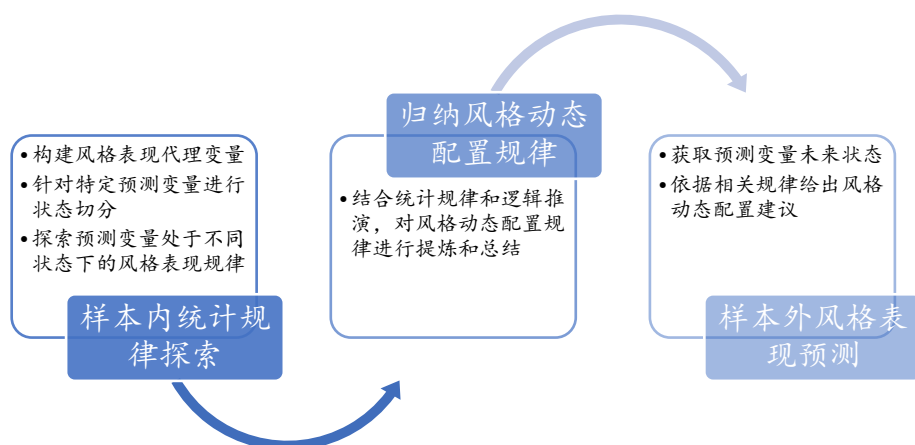 • 构建风格表现代理变量
• 针对特定预测变量进行
状态切分
• 探索预测变量处于不同
状态下的风格表现规律
样本内统计规
律探索
归纳风格动态
配置规律
• 结合统计规律和逻辑推
演，对风格动态配置规
律进行提炼和总结
• 获取预测变量未来状态
• 依据相关规律给出风格
动态配置建议
样本外风格表
现预测